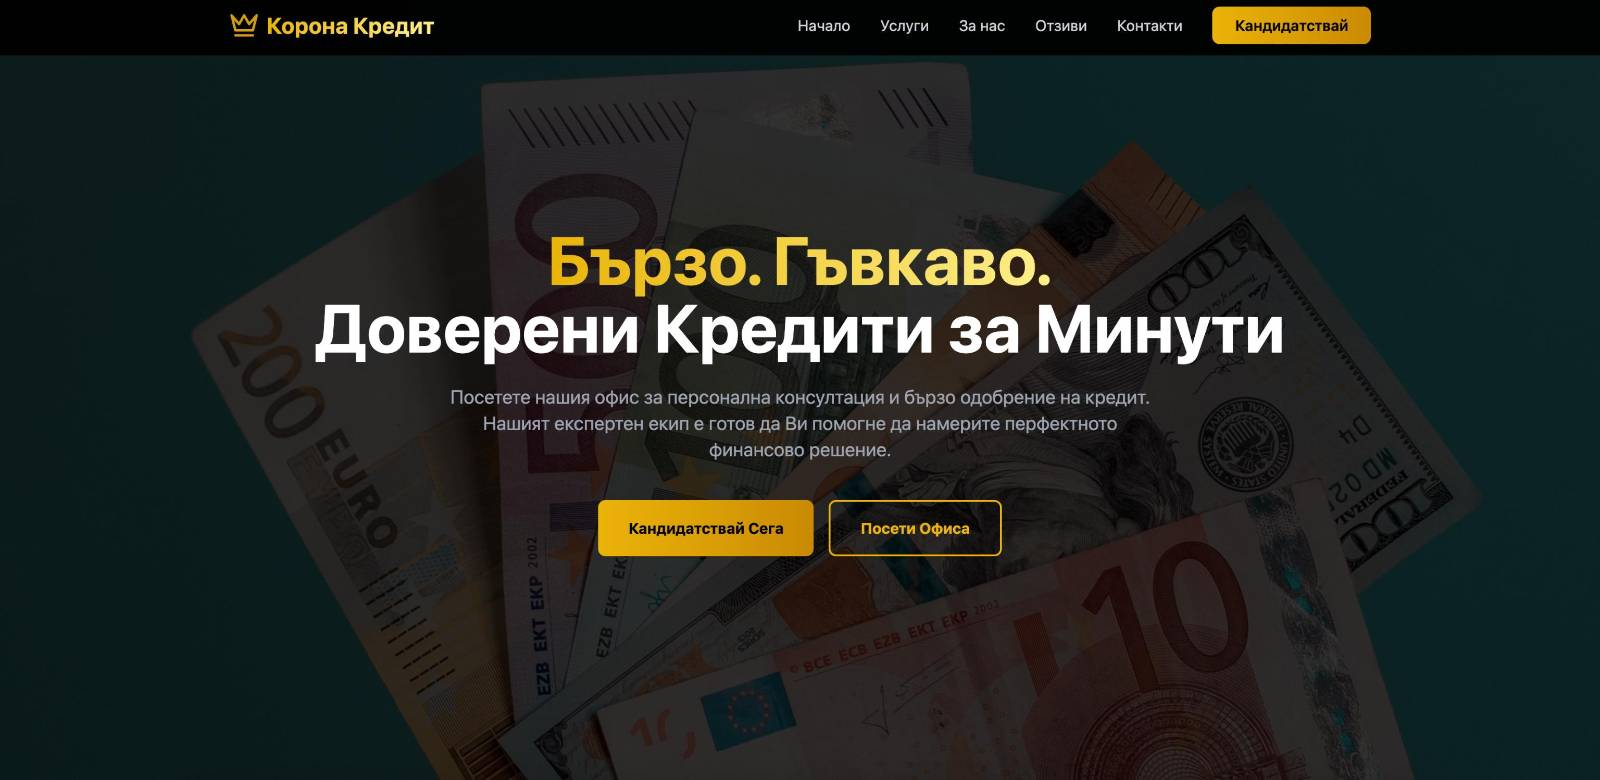 Корона Кредит
Начало
Услуги
За нас
Отзиви
Контакти
Кандидатствай
Бързо. Гъвкаво.
Доверени Кредити за Минути
Посетете нашия офис за персонална консултация и бързо одобрение на кредит.
Нашият експертен екип е готов да Ви помогне да намерите перфектното
финансово решение.
Кандидатствай Сега
Посети Офиса
200
EURO
500
100
100
EZB EKT EKP 2002
EZB EKT EK
© BCE ECB EZB EKT EKP 2002
10